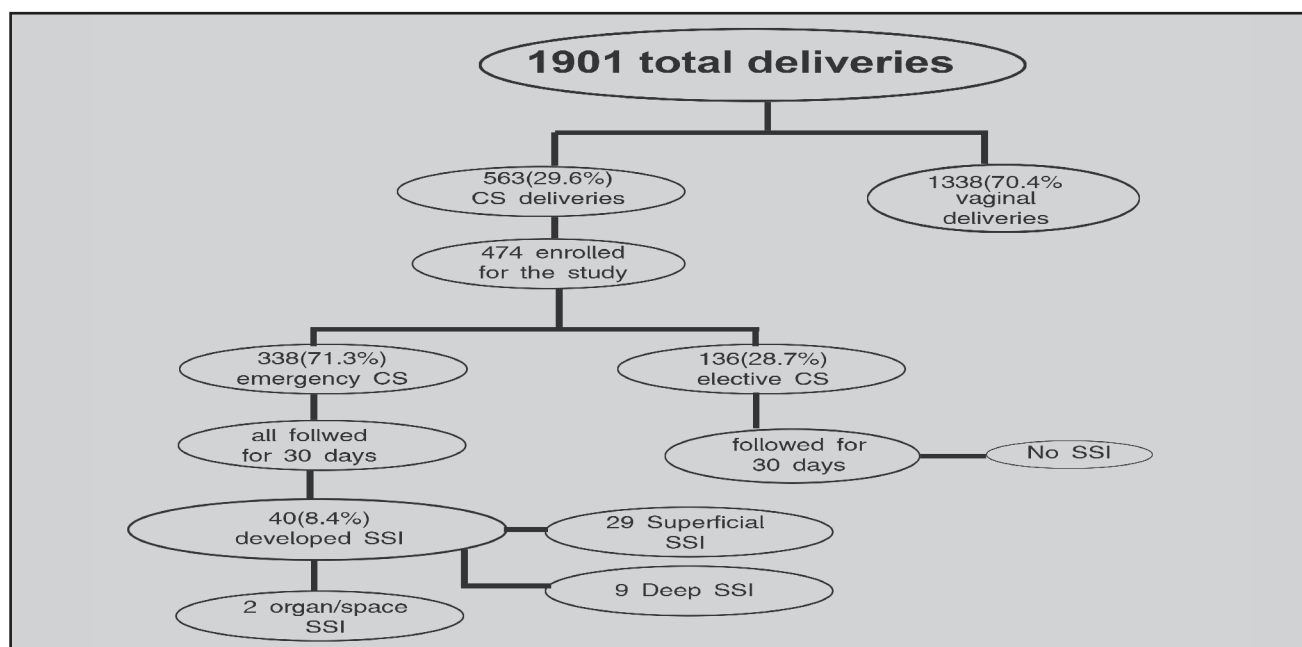 1901 total deliveries
563(29.6%)
CS deliveries
1338(70.4%
vaginal
deliveries
474 enrolled
for the study
338(71.3%)
emergency CS
136(28.7%)
elective CS
all follwed
for 30 days
followed for
30 days
No SSI
40(8.4%)
developed SSI
29 Superficial
SSI
9 Deep SSI
2 organ/space
SSI